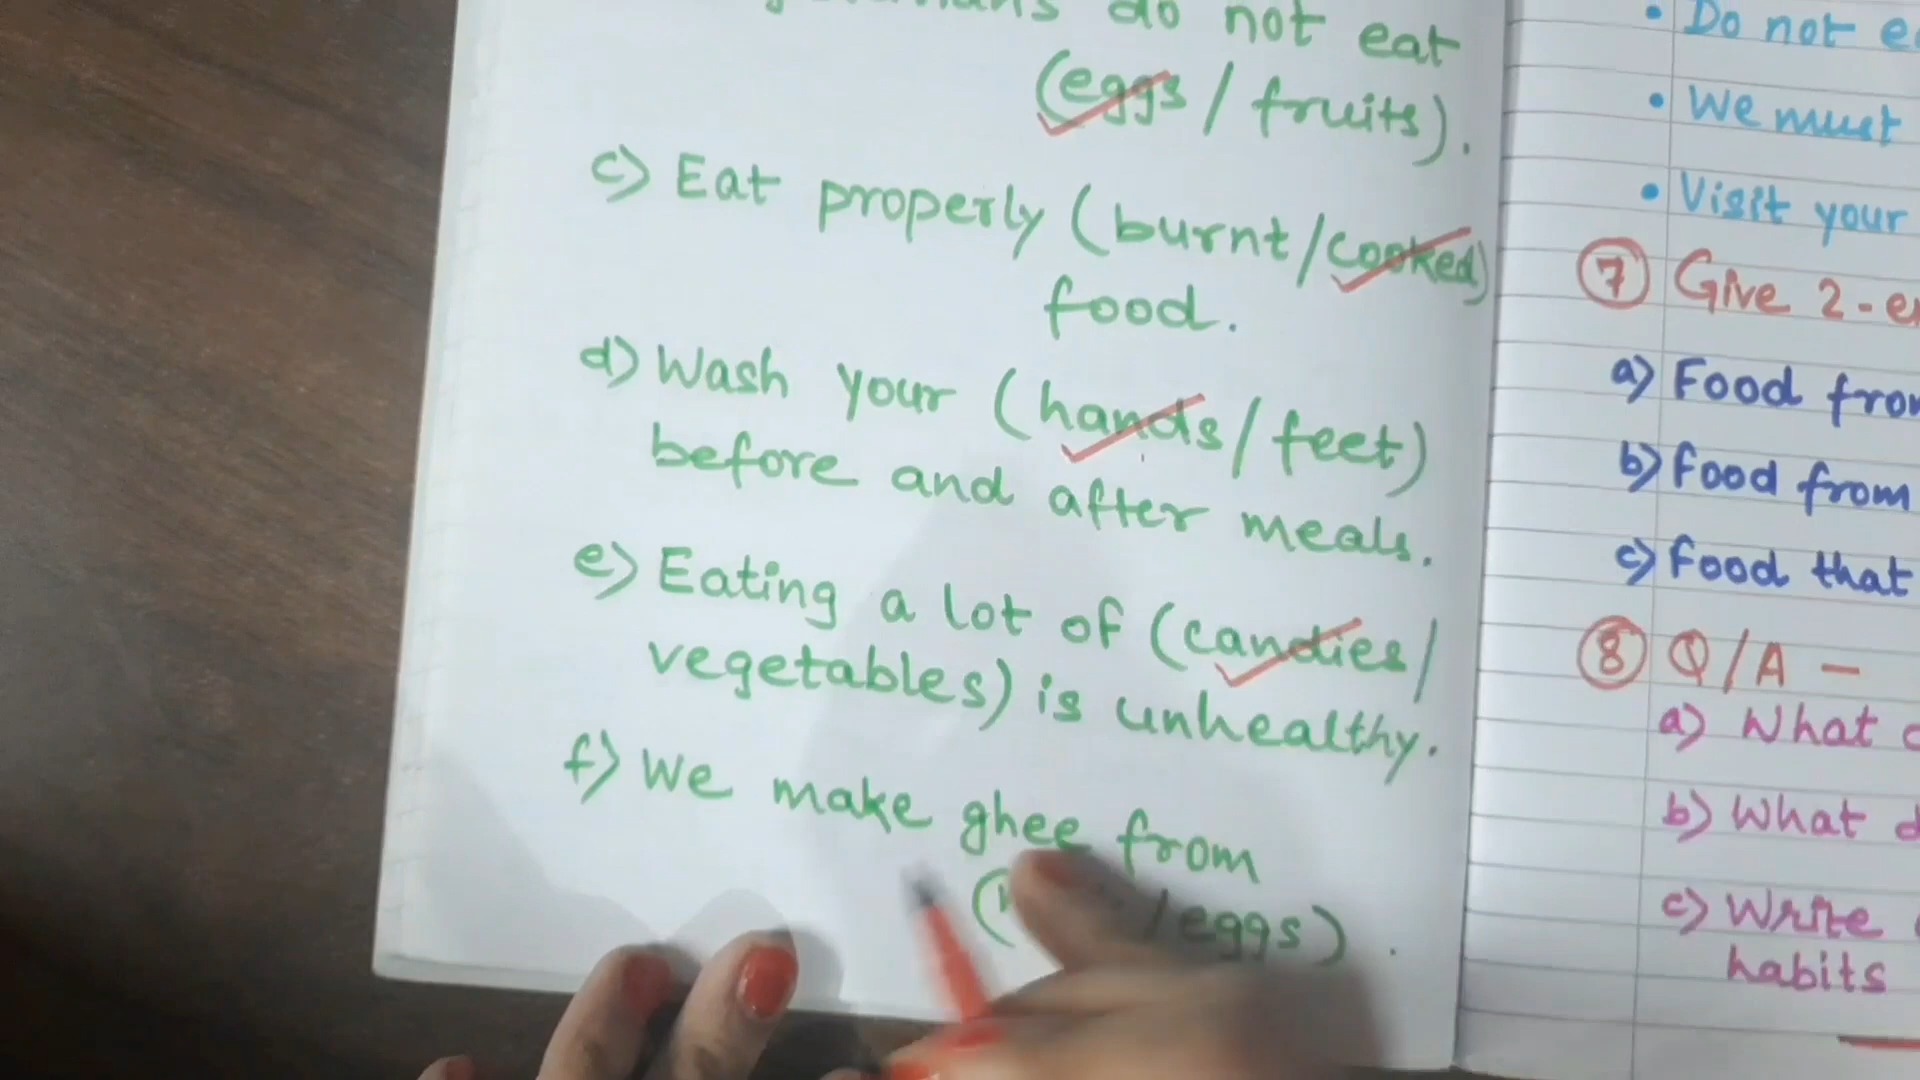 do not eat
(eggs / fruits).
c) Eat properly (burnt/cooked)
food.
d) Wash your (hands/feet)
before and after meals.
e) Eating a lot of (candies/
vegetables) is unhealthy.
f) We make ghee from
/eggs).
• Do not
• We must
• Visit your
7 Give 2-
a) Food
b) Food from
c) Food that
8 Q/A -
a) What
b) What
c) Write
habits